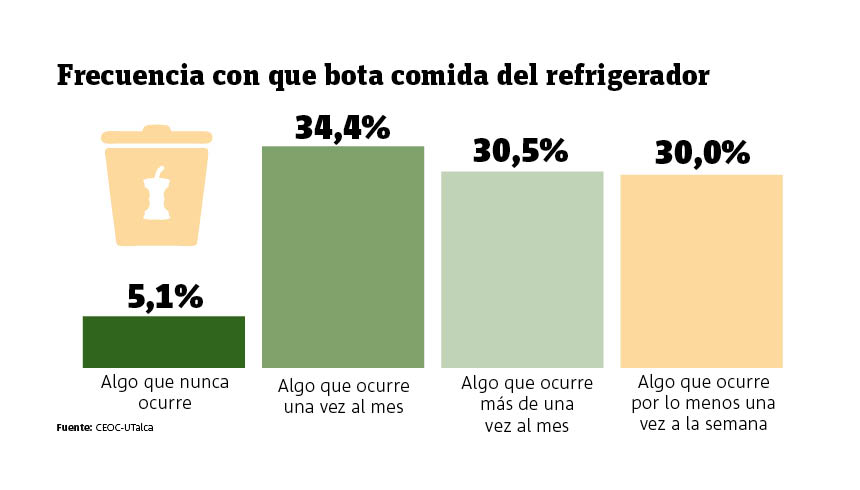 Frecuencia con que bota comida del refrigerador
5,1%
34,4%
30,5%
30,0%
Algo que nunca
ocurre
Algo que ocurre
una vez al mes
Algo que ocurre
más de una
vez al mes
Algo que ocurre
por lo menos una
vez a la semana
Fuente: CEOC-UTalca